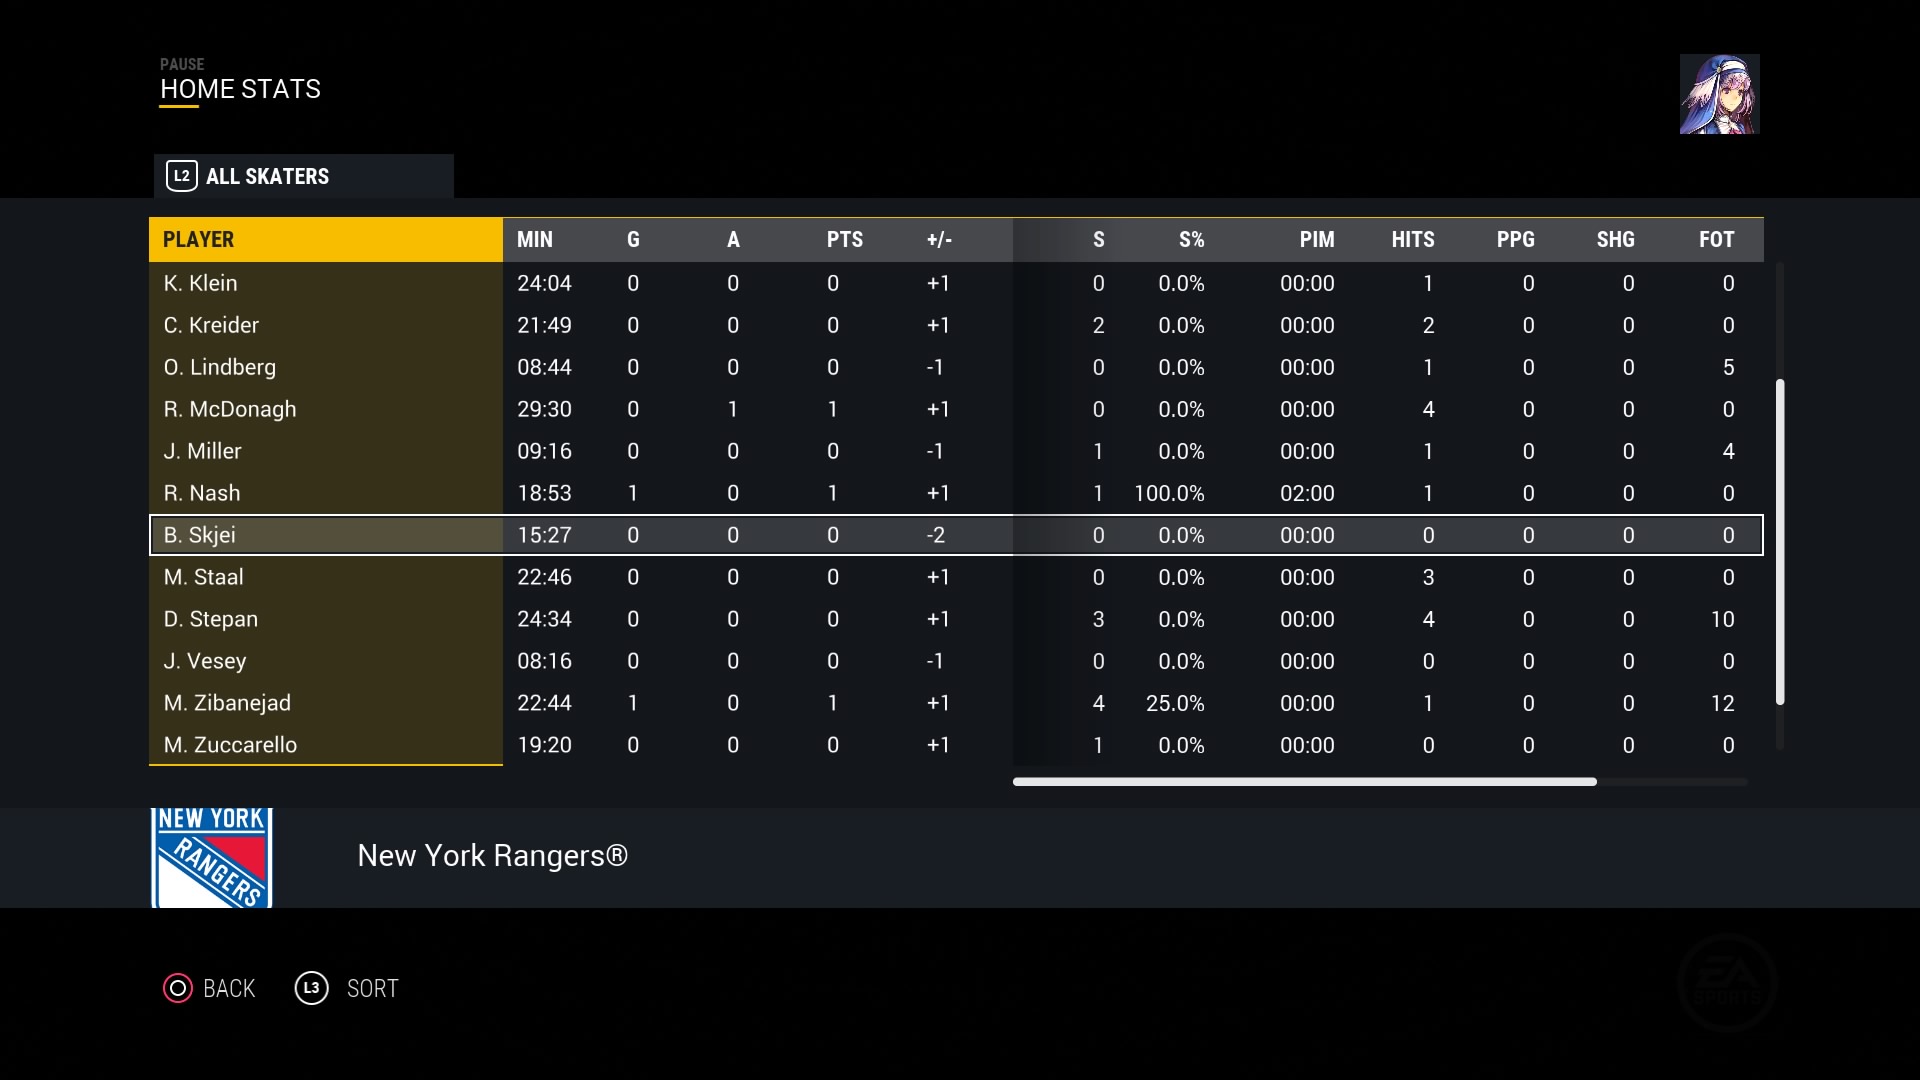 PAUSE
HOME STATS
L2 ALL SKATERS
PLAYER MIN G A PTS +/- S S% PIM HITS PPG SHG FOT
K. Klein 24:04 0 0 0 +1 0 0.0% 00:00 1 0 0 0
C. Kreider 21:49 0 0 0 +1 2 0.0% 00:00 2 0 0 0
O. Lindberg 08:44 0 0 0 -1 0 0.0% 00:00 1 0 0 5
R. McDonagh 29:30 0 1 1 +1 0 0.0% 00:00 4 0 0 0
J. Miller 09:16 0 0 0 -1 1 0.0% 00:00 1 0 0 4
R. Nash 18:53 1 0 1 +1 1 100.0% 02:00 1 0 0 0
B. Skjei 15:27 0 0 0 -2 0 0.0% 00:00 0 0 0 0
M. Staal 22:46 0 0 0 +1 0 0.0% 00:00 3 0 0 0
D. Stepan 24:34 0 0 0 +1 3 0.0% 00:00 4 0 0 10
J. Vesey 08:16 0 0 0 -1 0 0.0% 00:00 0 0 0 0
M. Zibanejad 22:44 1 0 1 +1 4 25.0% 00:00 1 0 0 12
M. Zuccarello 19:20 0 0 0 +1 1 0.0% 00:00 0 0 0 0
NEW YORK
RANGERS
New York Rangers®
BACK L3 SORT
EA
SPORTS